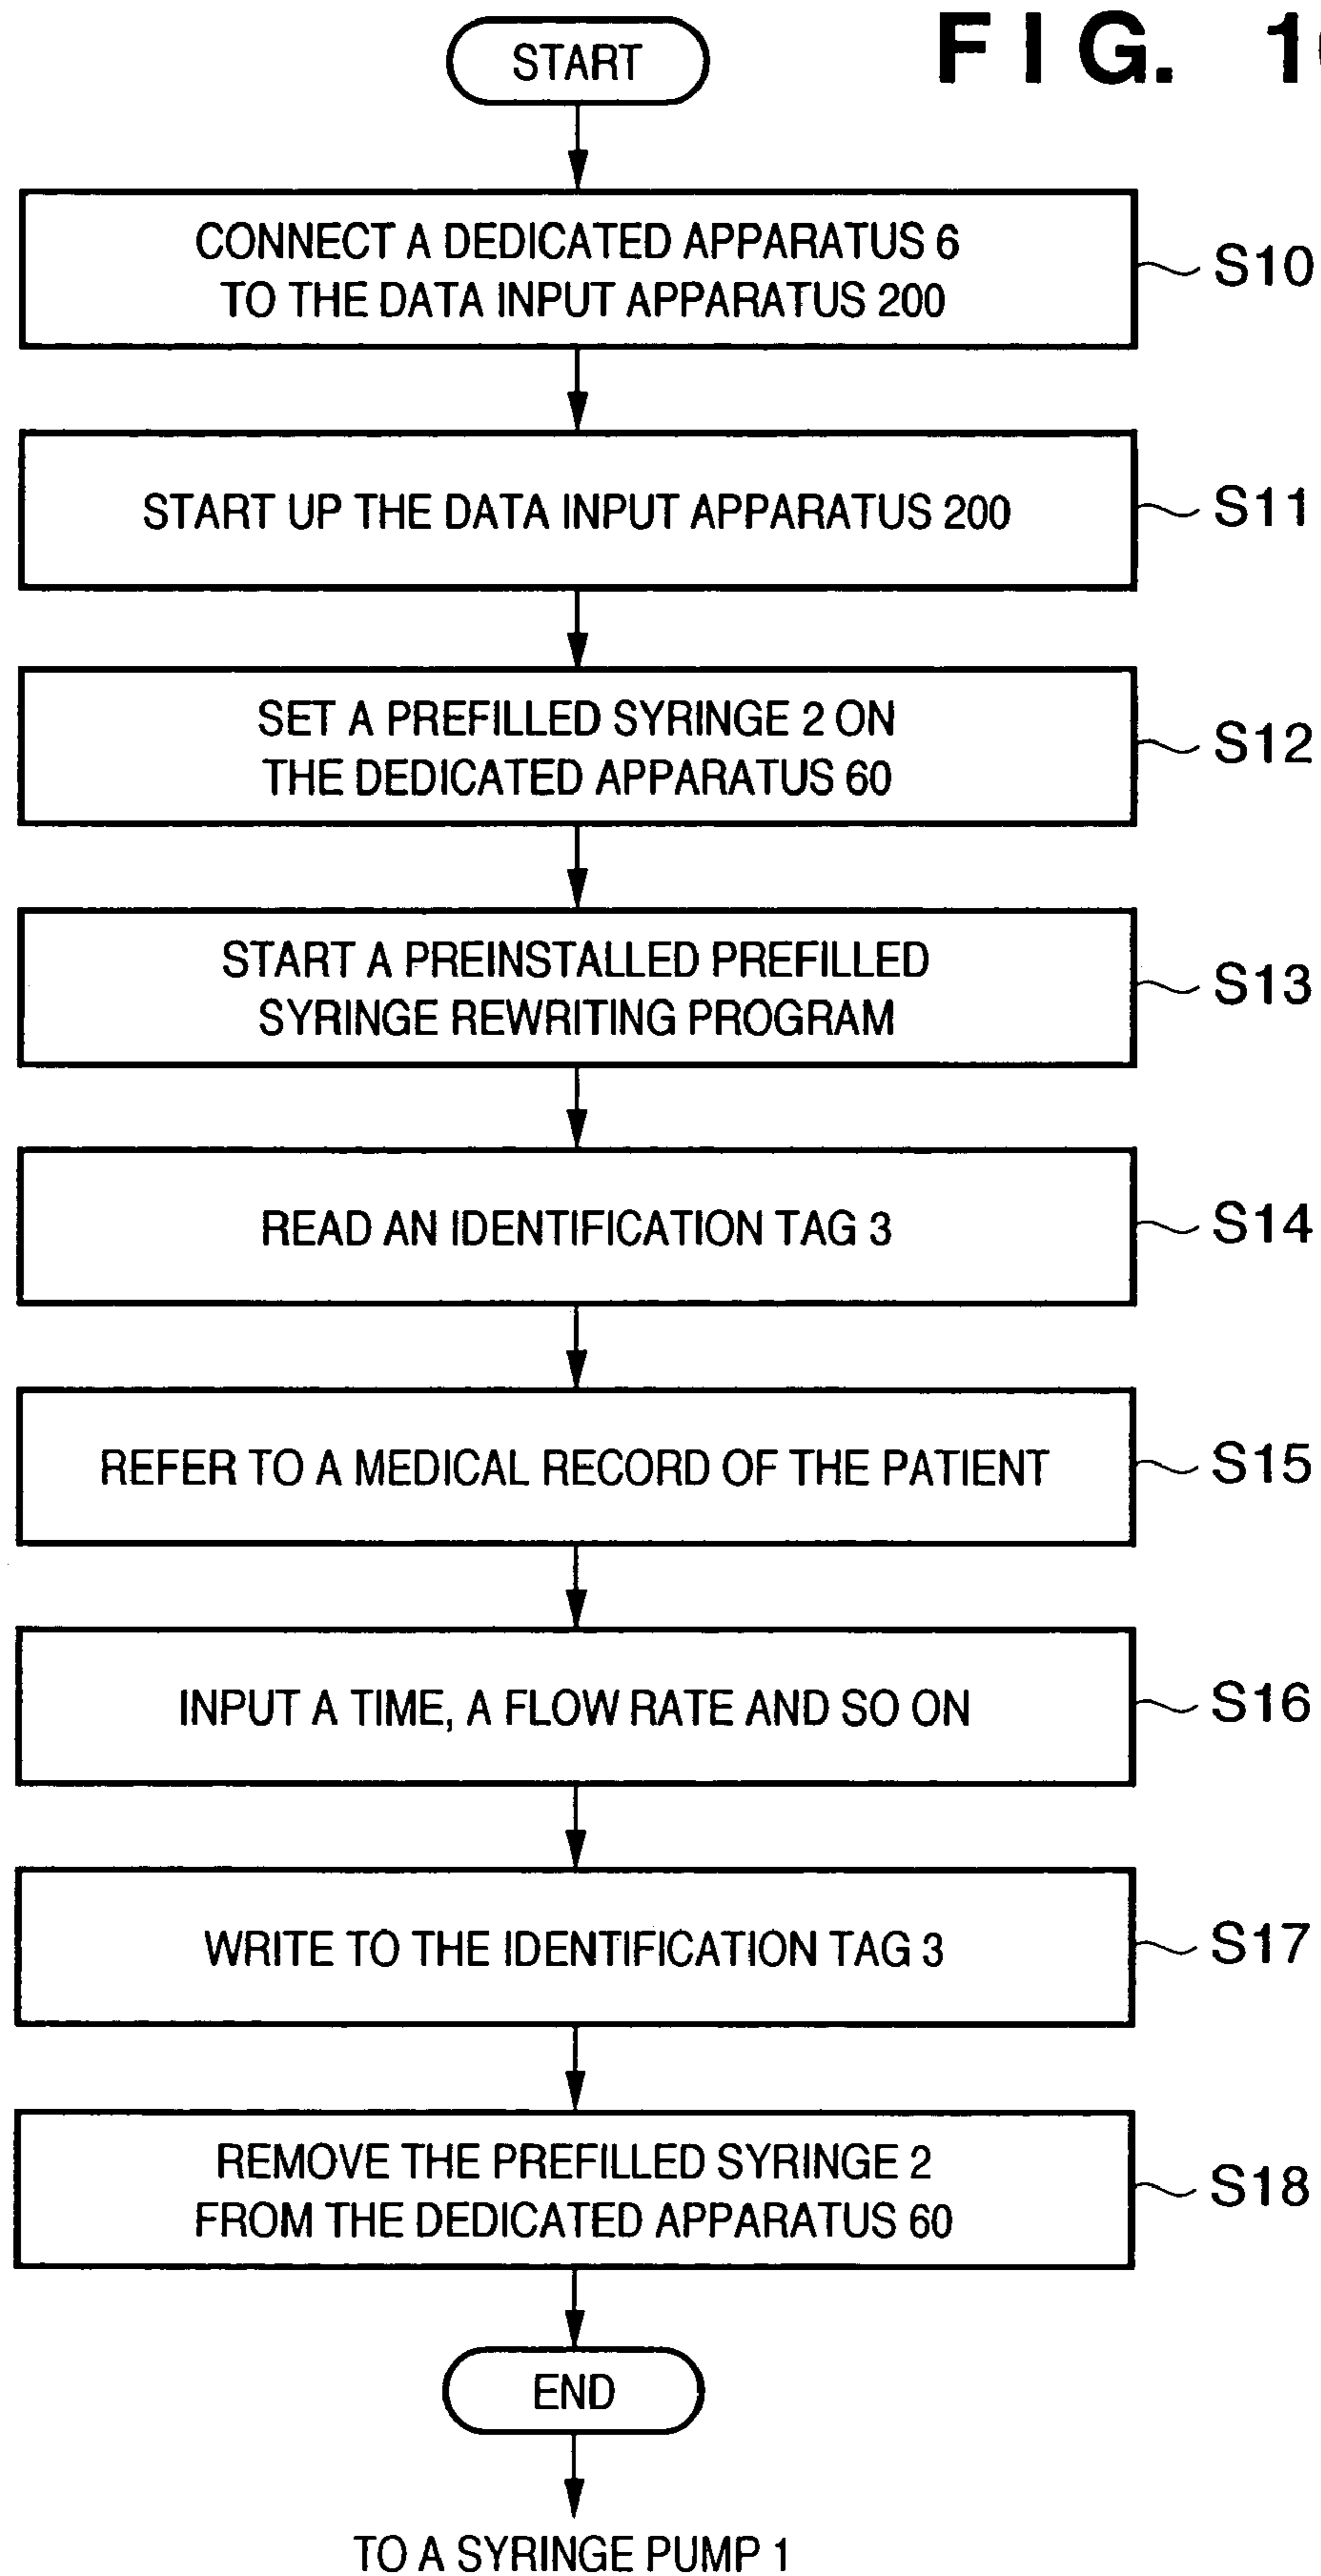 START
FIG. 10
CONNECT A DEDICATED APPARATUS 6
TO THE DATA INPUT APPARATUS 200
S10
START UP THE DATA INPUT APPARATUS 200
S11
SET A PREFILLED SYRINGE 2 ON
THE DEDICATED APPARATUS 60
S12
START A PREINSTALLED PREFILLED
SYRINGE REWRITING PROGRAM
S13
READ AN IDENTIFICATION TAG 3
S14
REFER TO A MEDICAL RECORD OF THE PATIENT
S15
INPUT A TIME, A FLOW RATE AND SO ON
S16
WRITE TO THE IDENTIFICATION TAG 3
S17
REMOVE THE PREFILLED SYRINGE 2
FROM THE DEDICATED APPARATUS 60
S18
END
TO A SYRINGE PUMP 1